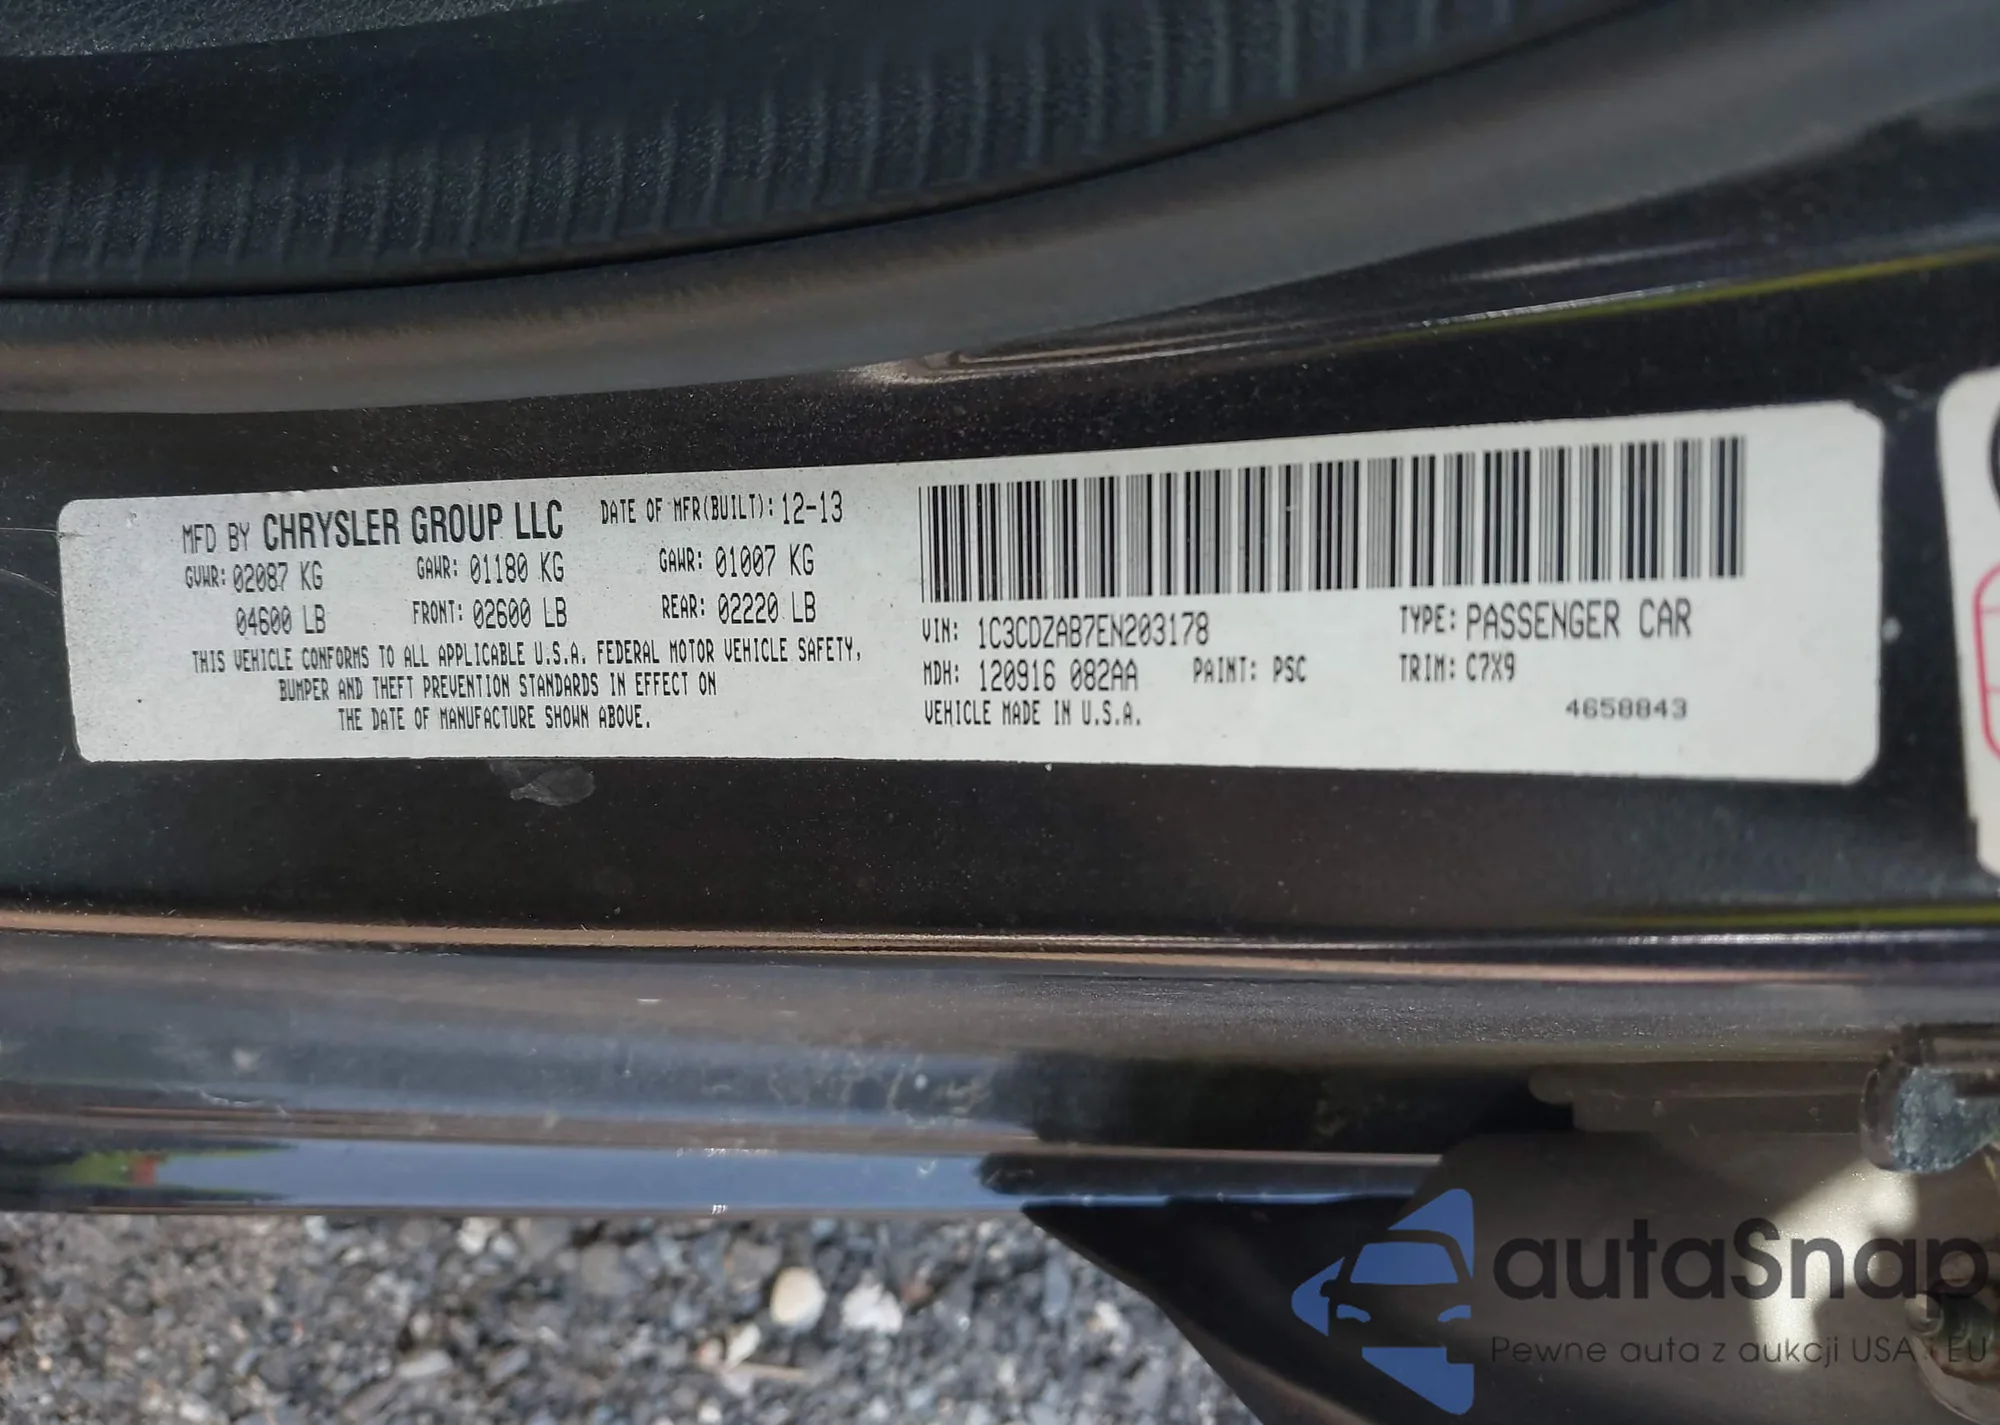 MFD BY CHRYSLER GROUP LLC DATE OF MFR(BUILT): 12-13
GVWR: 02087 KG GAWR: 01180 KG GAWR: 01007 KG
04600 LB FRONT: 02600 LB REAR: 02220 LB
THIS VEHICLE CONFORMS TO ALL APPLICABLE U.S.A. FEDERAL MOTOR VEHICLE SAFETY,
BUMPER AND THEFT PREVENTION STANDARDS IN EFFECT ON
THE DATE OF MANUFACTURE SHOWN ABOVE.
VIN: 1C3CDZAB7EN203178 TYPE: PASSENGER CAR
MDH: 120916 082AA PAINT: PSC TRIM: C7X9
VEHICLE MADE IN U.S.A. 4658843
autaSnap
Pewne auta z aukcji USA i EU